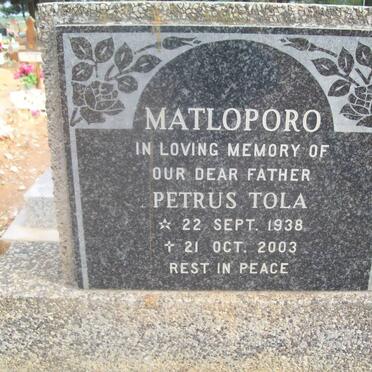 MATLOPORO
IN LOVING MEMORY OF
OUR DEAR FATHER
PETRUS TOLA
☆ 22 SEPT. 1938
✝ 21 OCT. 2003
REST IN PEACE